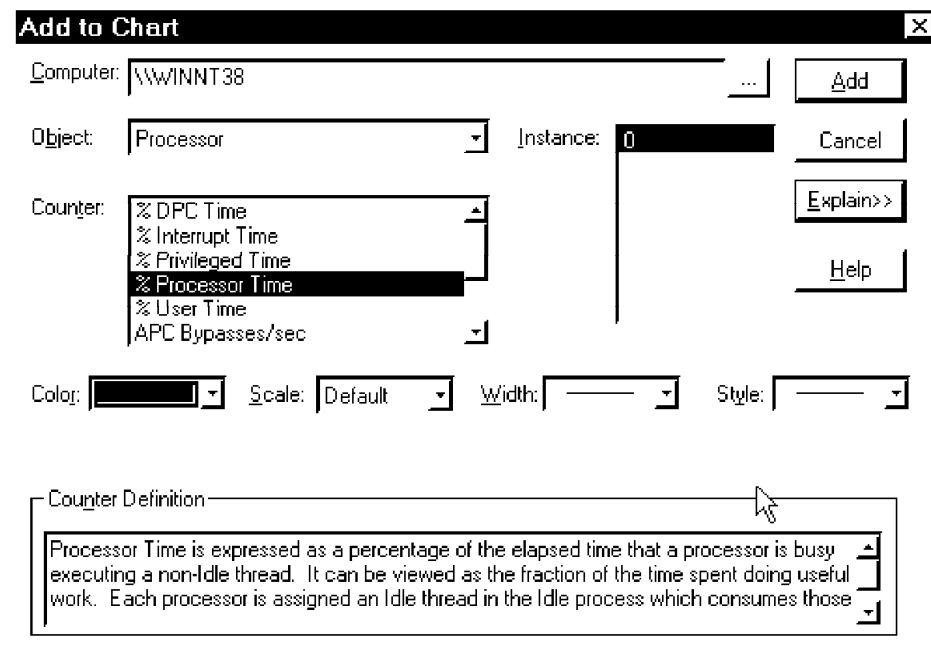 Add to Chart
Computer: \\WINNT38 ... Add
Object: Processor Instance: 0 Cancel
Counter: % DPC Time Explain>>
% Interrupt Time
% Privileged Time
% Processor Time Help
% User Time
APC Bypasses/sec
Color: Scale: Default Width: Style:
Counter Definition
Processor Time is expressed as a percentage of the elapsed time that a processor is busy
executing a non-Idle thread. It can be viewed as the fraction of the time spent doing useful
work. Each processor is assigned an Idle thread in the Idle process which consumes those